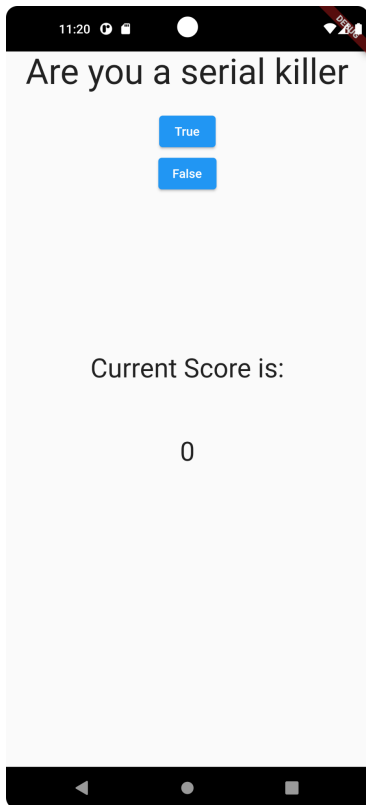 11:20
DEBUG
Are you a serial killer
True
False
Current Score is:
0